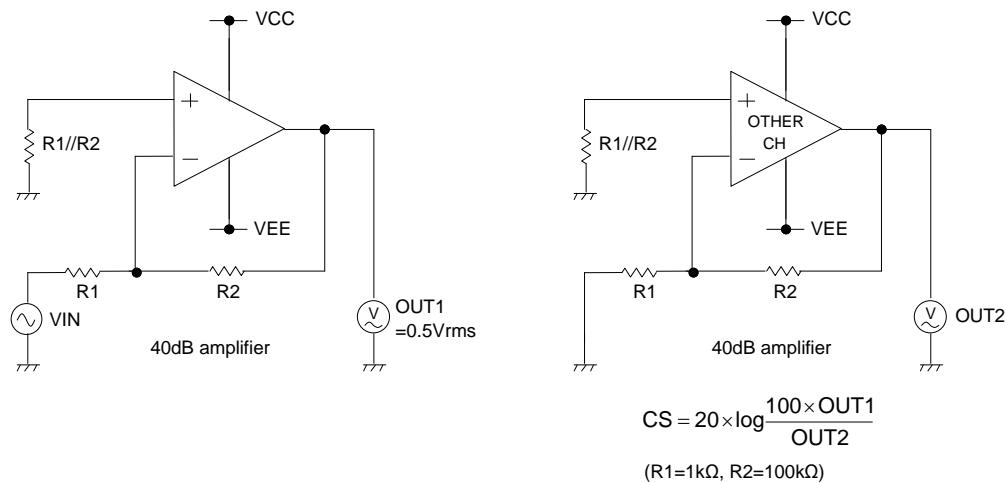 VCC
+
R1//R2
−
VEE
R1
R2
VIN
V
OUT1
=0.5Vrms
40dB amplifier
VCC
+
OTHER
CH
R1//R2
−
VEE
R1
R2
V
OUT2
40dB amplifier
CS = 20 × log 100 × OUT1 / OUT2
(R1=1kΩ, R2=100kΩ)